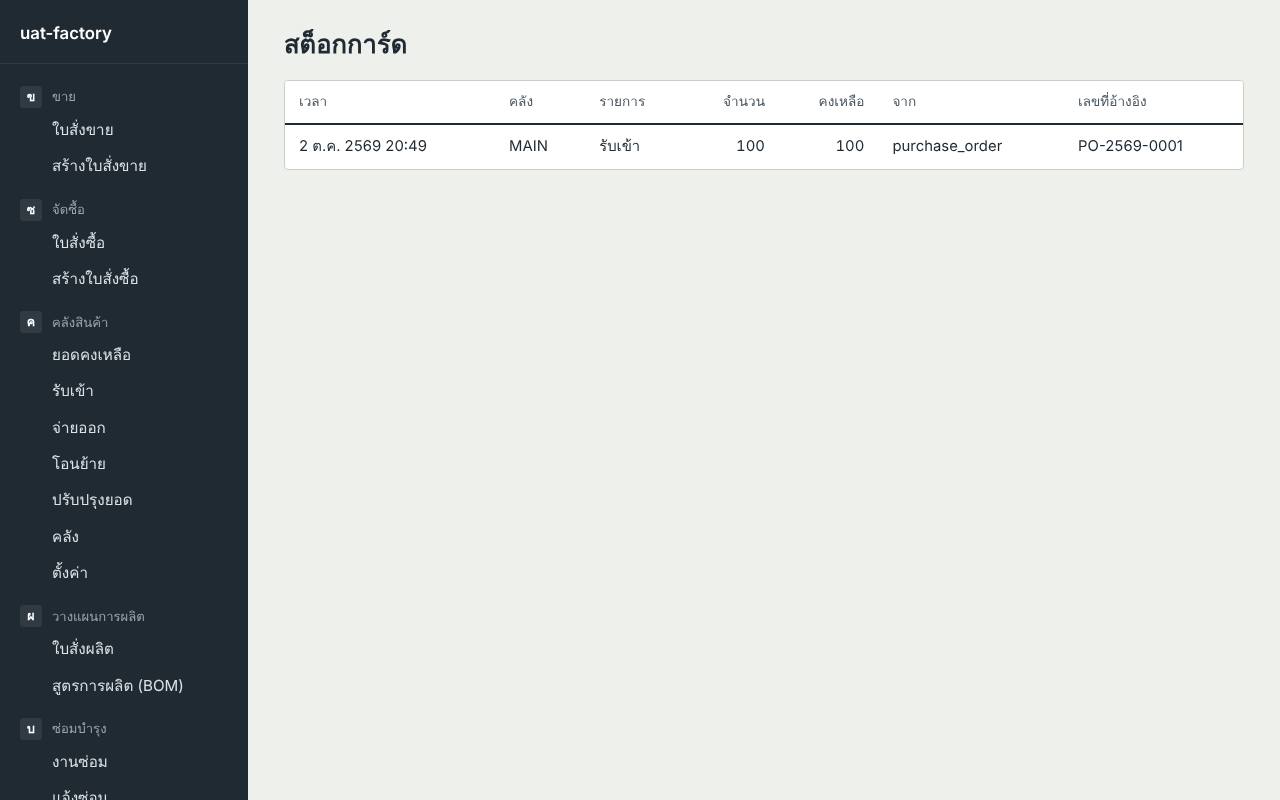 uat-factory
ข ขาย
ใบสั่งขาย
สร้างใบสั่งขาย
ซ จัดซื้อ
ใบสั่งซื้อ
สร้างใบสั่งซื้อ
ค คลังสินค้า
ยอดคงเหลือ
รับเข้า
จ่ายออก
โอนย้าย
ปรับปรุงยอด
คลัง
ตั้งค่า
ผ วางแผนการผลิต
ใบสั่งผลิต
สูตรการผลิต (BOM)
บ ซ่อมบำรุง
งานซ่อม
แจ้งซ่อม
สต็อกการ์ด
เวลา คลัง รายการ จำนวน คงเหลือ จาก เลขที่อ้างอิง
2 ต.ค. 2569 20:49 MAIN รับเข้า 100 100 purchase_order PO-2569-0001